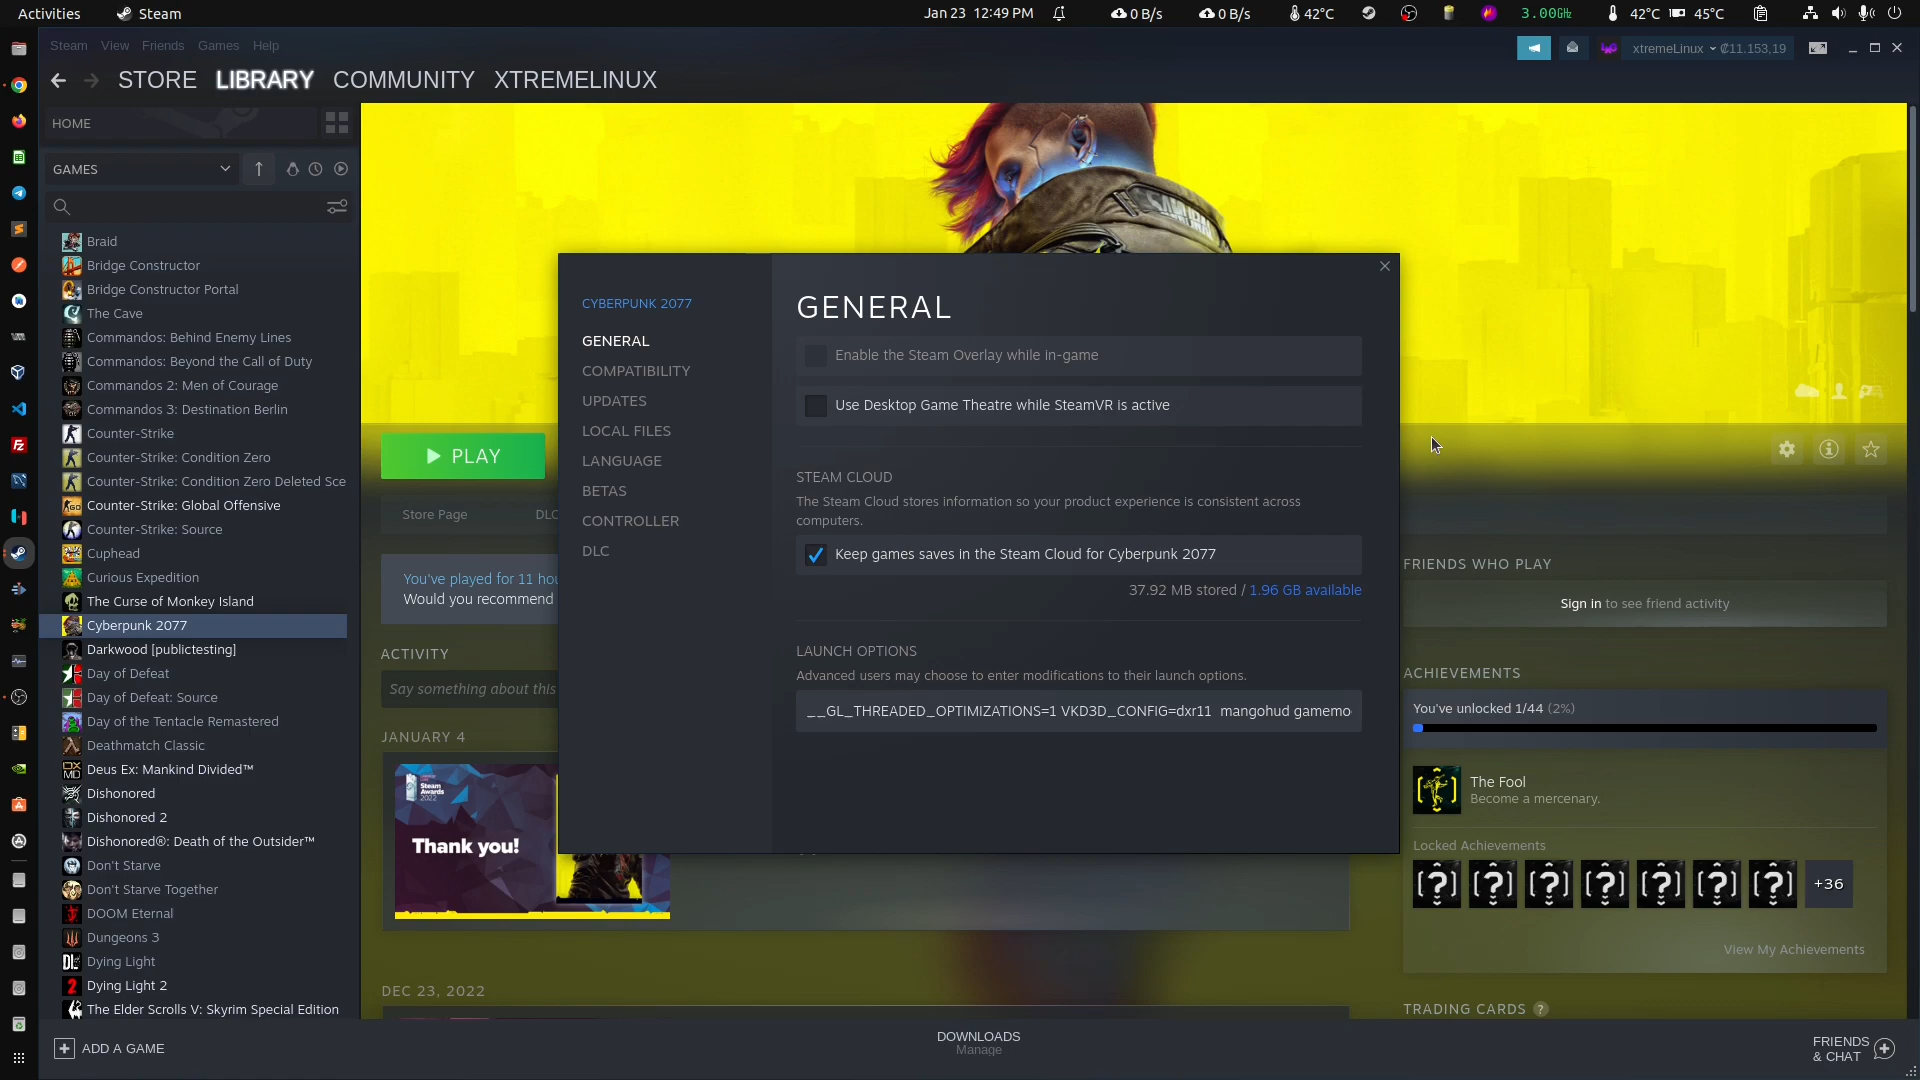 Activities
Steam
Jan 23 12:49 PM
0 B/s
0 B/s
42°C
3.00GHz
42°C
45°C
Steam View Friends Games Help
xtremeLinux
₡11.153,19
STORE LIBRARY COMMUNITY XTREMELINUX
HOME
GAMES
Braid
Bridge Constructor
Bridge Constructor Portal
The Cave
Commandos: Behind Enemy Lines
Commandos: Beyond the Call of Duty
Commandos 2: Men of Courage
Commandos 3: Destination Berlin
Counter-Strike
Counter-Strike: Condition Zero
Counter-Strike: Condition Zero Deleted Sce
Counter-Strike: Global Offensive
Counter-Strike: Source
Cuphead
Curious Expedition
The Curse of Monkey Island
Cyberpunk 2077
Darkwood [publictesting]
Day of Defeat
Day of Defeat: Source
Day of the Tentacle Remastered
Deathmatch Classic
Deus Ex: Mankind Divided™
Dishonored
Dishonored 2
Dishonored®: Death of the Outsider™
Don't Starve
Don't Starve Together
DOOM Eternal
Dungeons 3
Dying Light
Dying Light 2
The Elder Scrolls V: Skyrim Special Edition
ADD A GAME
SAMURAI
PLAY
Store Page
DLC
You've played for 11 hou
Would you recommend
ACTIVITY
Say something about this
JANUARY 4
Steam
Awards
2022
Thank you!
DEC 23, 2022
CYBERPUNK 2077
GENERAL
COMPATIBILITY
UPDATES
LOCAL FILES
LANGUAGE
BETAS
CONTROLLER
DLC
GENERAL
Enable the Steam Overlay while in-game
Use Desktop Game Theatre while SteamVR is active
STEAM CLOUD
The Steam Cloud stores information so your product experience is consistent across
computers.
Keep games saves in the Steam Cloud for Cyberpunk 2077
37.92 MB stored / 1.96 GB available
LAUNCH OPTIONS
Advanced users may choose to enter modifications to their launch options.
__GL_THREADED_OPTIMIZATIONS=1 VKD3D_CONFIG=dxr11 mangohud gamemo
FRIENDS WHO PLAY
Sign in to see friend activity
ACHIEVEMENTS
You've unlocked 1/44 (2%)
The Fool
Become a mercenary.
Locked Achievements
+36
View My Achievements
TRADING CARDS ?
DOWNLOADS
Manage
FRIENDS
& CHAT